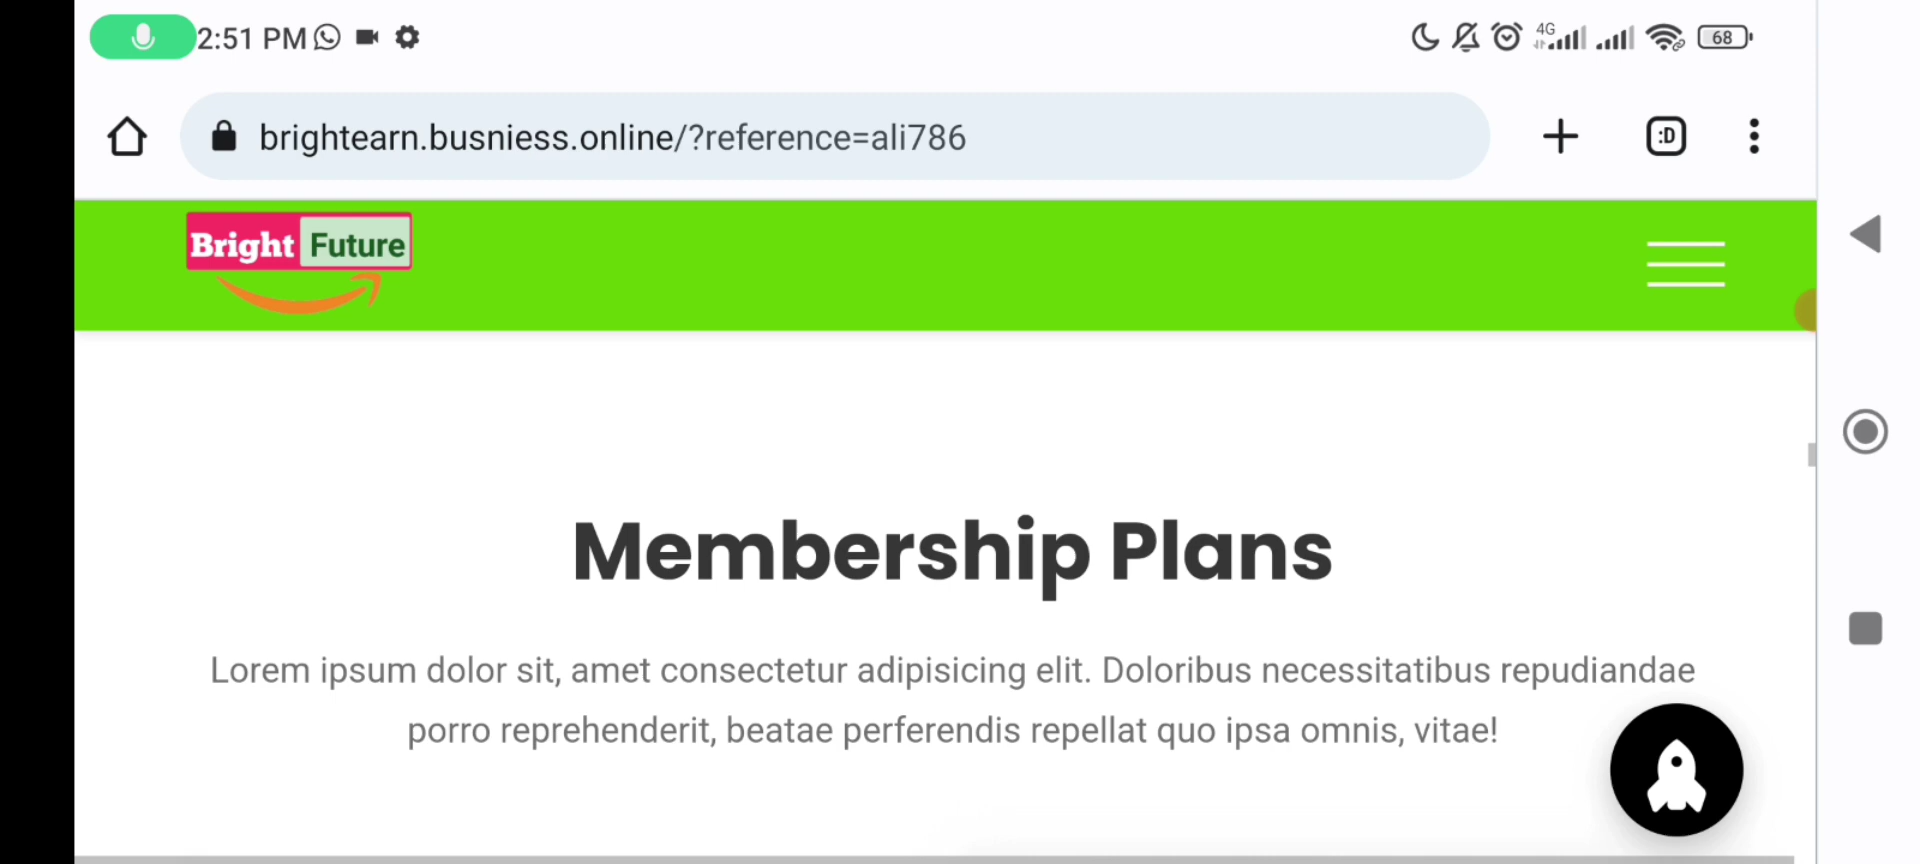 2:51 PM
4G
68
brightearn.busniess.online/?reference=ali786
:D
Bright Future
Membership Plans
Lorem ipsum dolor sit, amet consectetur adipisicing elit. Doloribus necessitatibus repudiandae
porro reprehenderit, beatae perferendis repellat quo ipsa omnis, vitae!